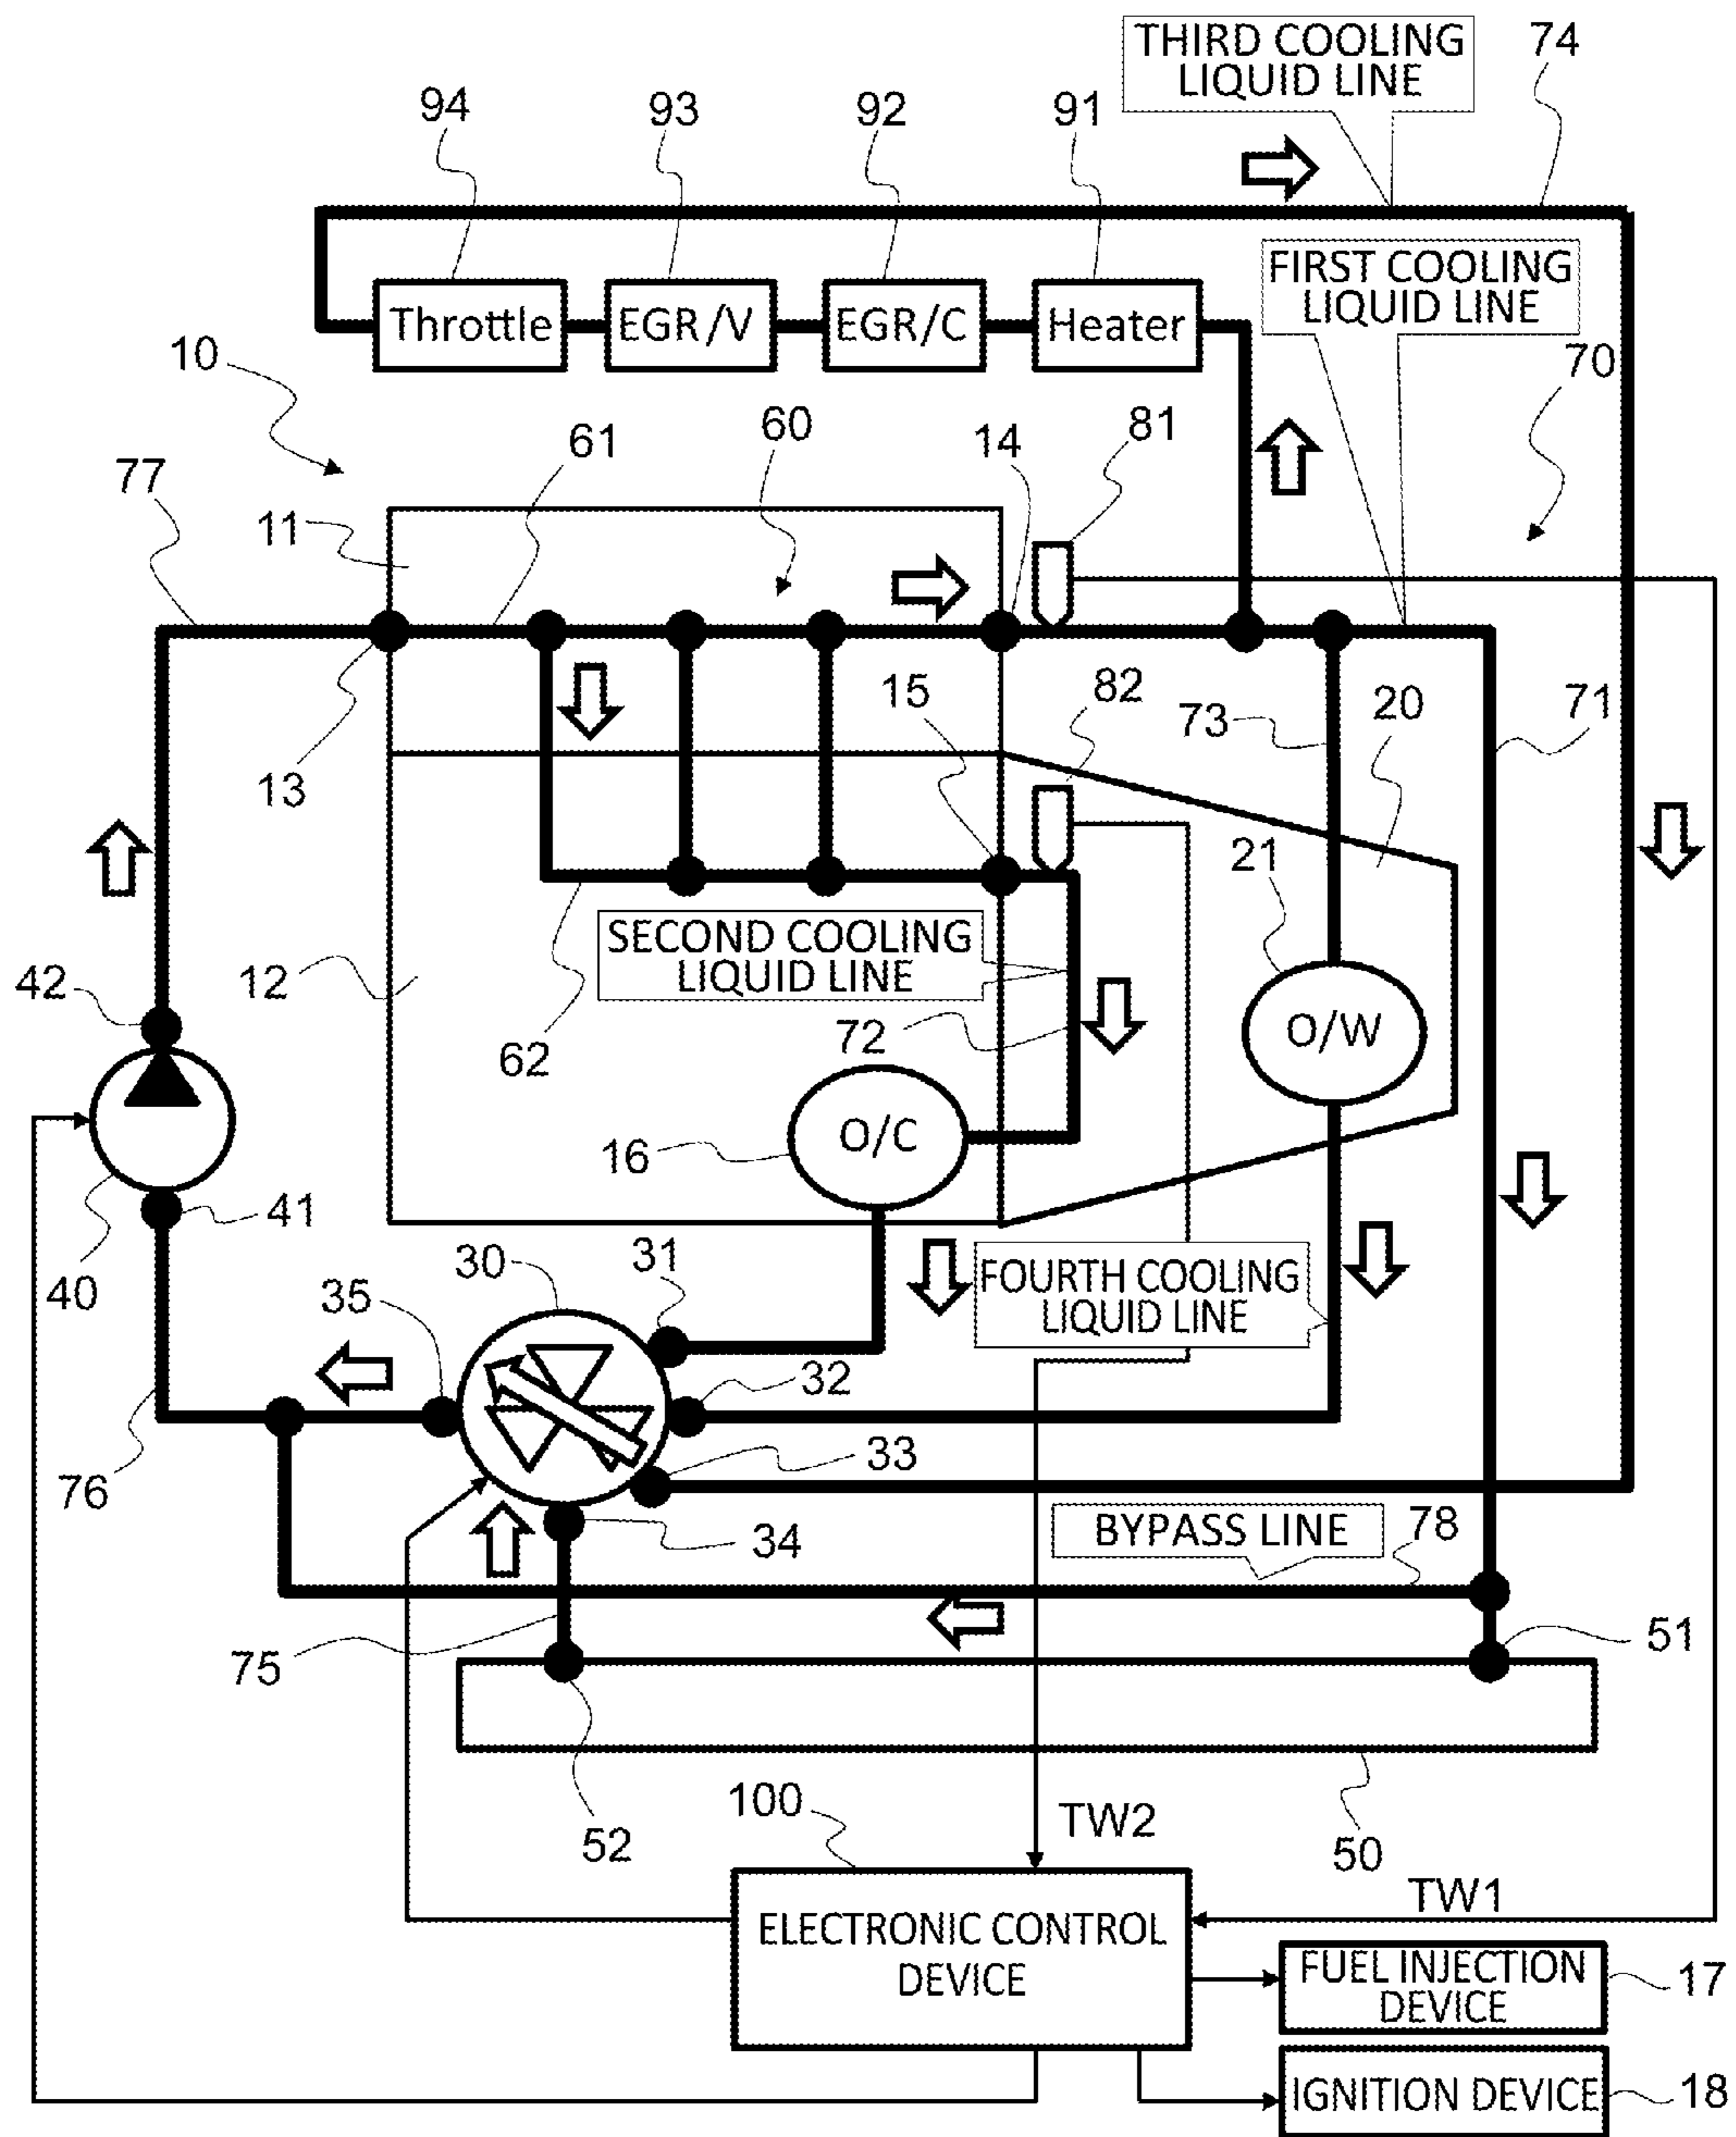 THIRD COOLING
LIQUID LINE
74
94
93
92
91
FIRST COOLING
LIQUID LINE
Throttle
EGR/V
EGR/C
Heater
10
70
61
60
14
81
77
11
82
15
73
20
71
13
21
SECOND COOLING
LIQUID LINE
12
42
62
72
O/W
O/C
16
41
40
30
31
35
FOURTH COOLING
LIQUID LINE
32
33
76
34
BYPASS LINE
78
75
51
52
50
100
TW2
TW1
ELECTRONIC CONTROL
DEVICE
FUEL INJECTION
DEVICE
17
IGNITION DEVICE
18